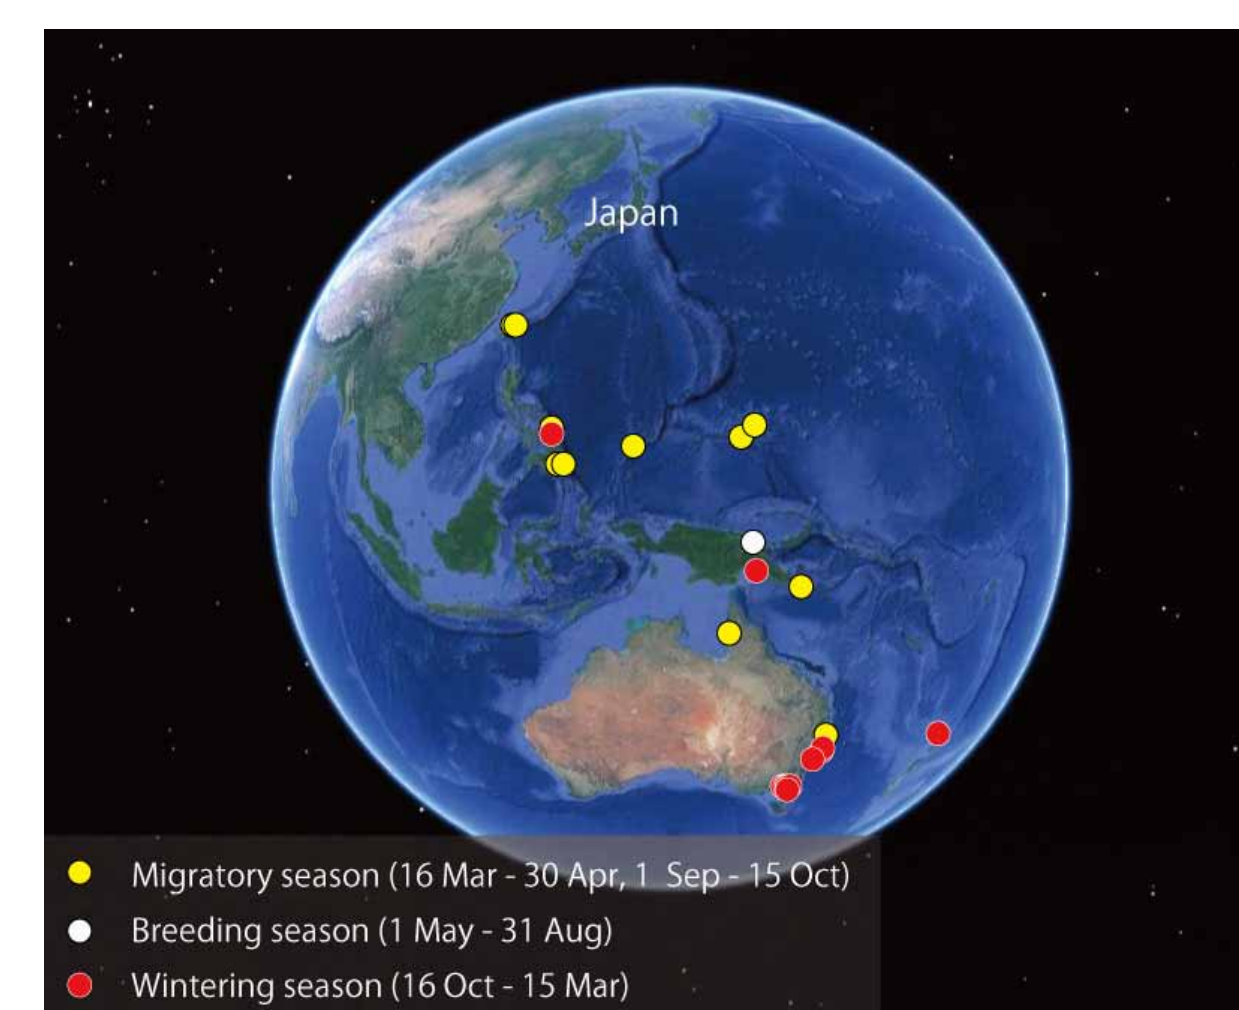 Japan
Migratory season (16 Mar - 30 Apr, 1 Sep - 15 Oct)
Breeding season (1 May - 31 Aug)
Wintering season (16 Oct - 15 Mar)